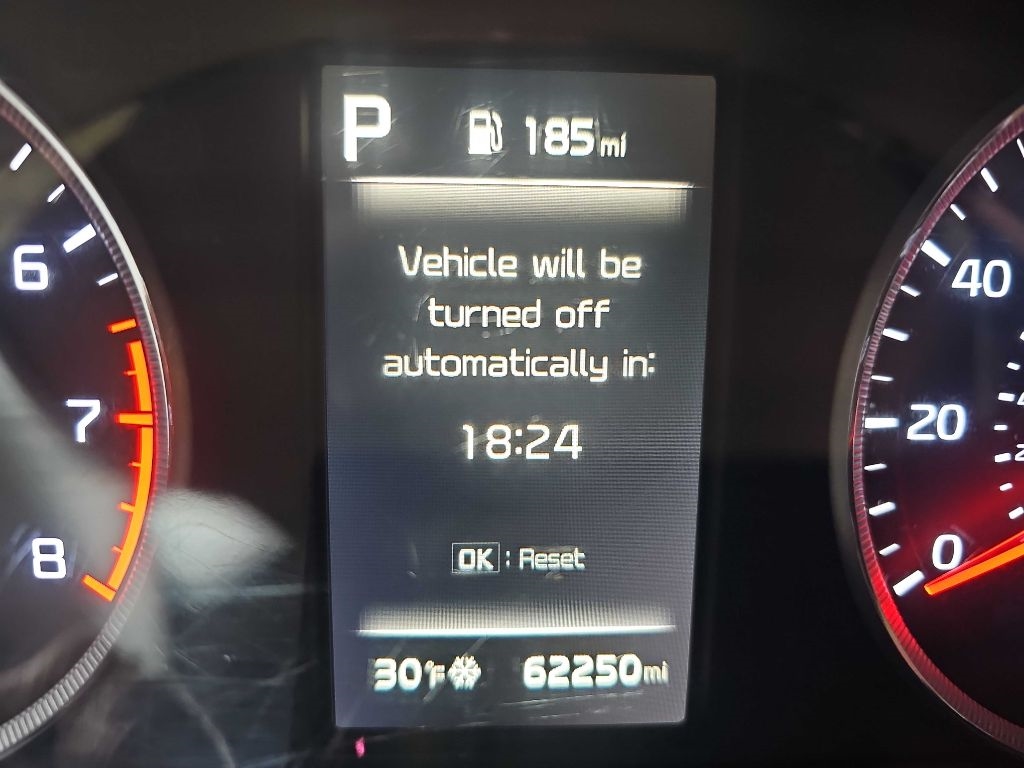 P 185mi
Vehicle will be
turned off
automatically in:
18:24
OK : Reset
30°F 62250mi
6
7
8
40
20
0